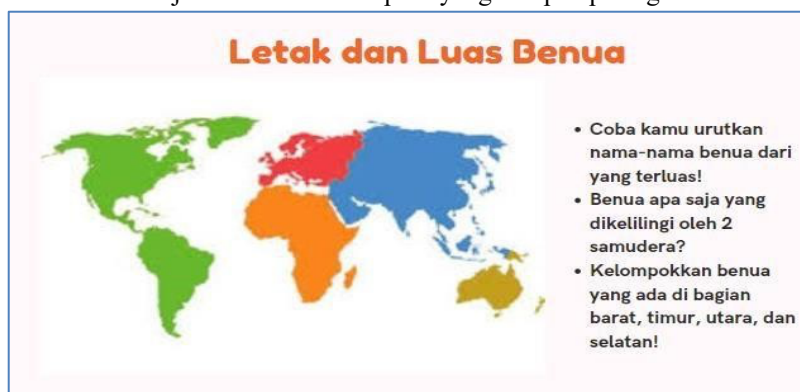 Letak dan Luas Benua
• Coba kamu urutkan
nama-nama benua dari
yang terluas!
• Benua apa saja yang
dikelilingi oleh 2
samudera?
• Kelompokkan benua
yang ada di bagian
barat, timur, utara, dan
selatan!